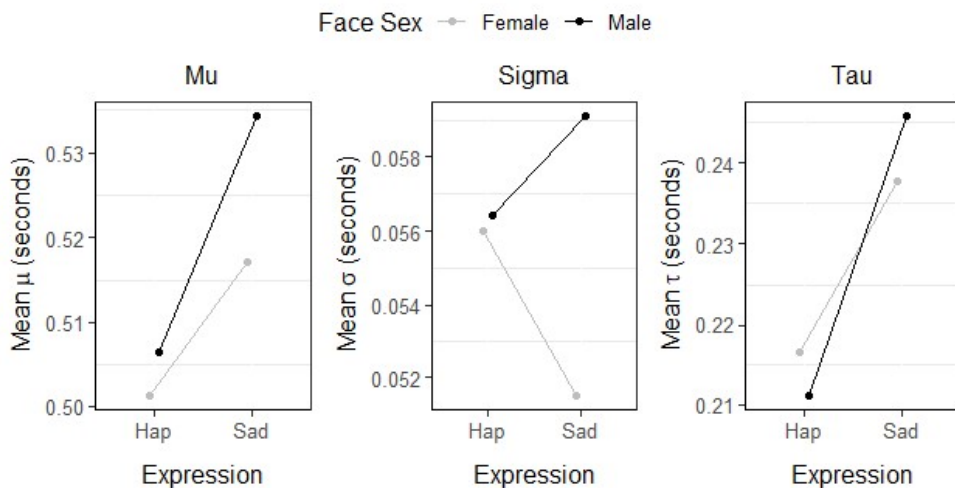 Face Sex Female Male
Mu
Mean μ (seconds)
0.53
0.52
0.51
0.50
Hap Sad
Expression
Sigma
Mean σ (seconds)
0.058
0.056
0.054
0.052
Hap Sad
Expression
Tau
Mean τ (seconds)
0.24
0.23
0.22
0.21
Hap Sad
Expression